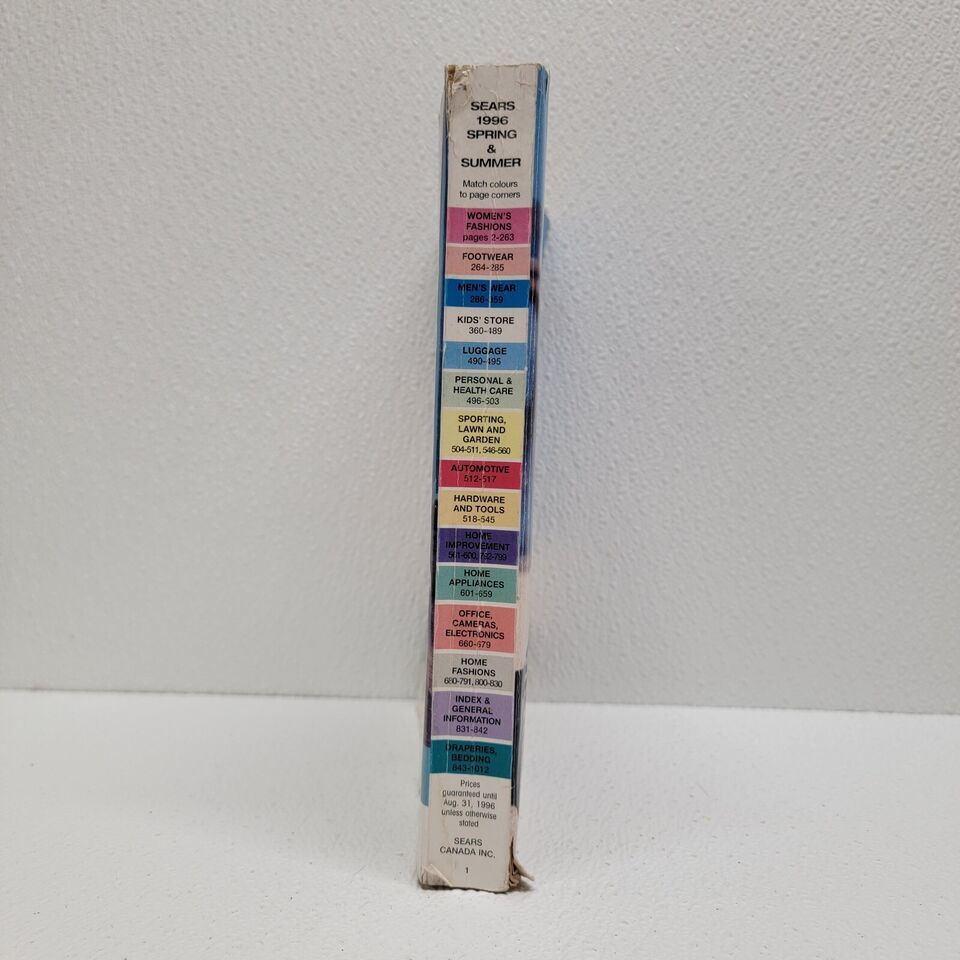 SEARS
1996
SPRING
&
SUMMER
Match colours
to page corners
WOMEN'S
FASHIONS
pages 2-263
FOOTWEAR
264-285
MEN'S WEAR
286-359
KIDS' STORE
360-489
LUGGAGE
490-495
PERSONAL &
HEALTH CARE
496-503
SPORTING,
LAWN AND
GARDEN
504-511, 546-560
AUTOMOTIVE
512-517
HARDWARE
AND TOOLS
518-545
HOME
IMPROVEMENT
561-600, 792-799
HOME
APPLIANCES
601-659
OFFICE,
CAMERAS,
ELECTRONICS
660-679
HOME
FASHIONS
680-791, 800-830
INDEX &
GENERAL
INFORMATION
831-842
DRAPERIES,
BEDDING
843-1012
Prices
guaranteed until
Aug. 31, 1996
unless otherwise
stated
SEARS
CANADA INC.
1